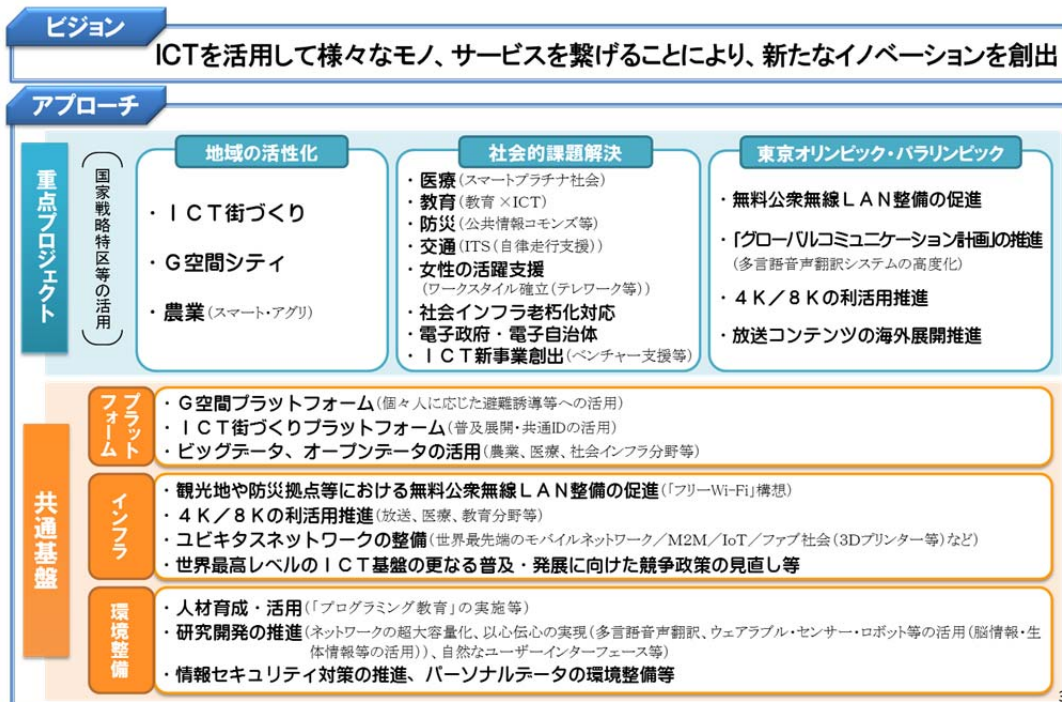 ビジョン
ICTを活用して様々なモノ、サービスを繋げることにより、新たなイノベーションを創出
アプローチ
重点プロジェクト
（国家戦略特区等の活用）
地域の活性化
・ＩＣＴ街づくり
・Ｇ空間シティ
・農業(スマート・アグリ)
社会的課題解決
・医療(スマートプラチナ社会)
・教育(教育×ICT)
・防災(公共情報コモンズ等)
・交通(ITS(自律走行支援))
・女性の活躍支援
(ワークスタイル確立(テレワーク等))
・社会インフラ老朽化対応
・電子政府・電子自治体
・ＩＣＴ新事業創出(ベンチャー支援等)
東京オリンピック・パラリンピック
・無料公衆無線ＬＡＮ整備の促進
・「グローバルコミュニケーション計画」の推進
(多言語音声翻訳システムの高度化)
・４Ｋ／８Ｋの利活用推進
・放送コンテンツの海外展開推進
共通基盤
プラット
フォーム
・Ｇ空間プラットフォーム(個々人に応じた避難誘導等への活用)
・ＩＣＴ街づくりプラットフォーム(普及展開・共通IDの活用)
・ビッグデータ、オープンデータの活用(農業、医療、社会インフラ分野等)
インフラ
・観光地や防災拠点等における無料公衆無線ＬＡＮ整備の促進(「フリーWi-Fi」構想)
・４Ｋ／８Ｋの利活用推進(放送、医療、教育分野等)
・ユビキタスネットワークの整備(世界最先端のモバイルネットワーク／M2M／IoT／ファブ社会(3Dプリンター等)など)
・世界最高レベルのＩＣＴ基盤の更なる普及・発展に向けた競争政策の見直し等
環境整備
・人材育成・活用(「プログラミング教育」の実施等)
・研究開発の推進(ネットワークの超大容量化、以心伝心の実現(多言語音声翻訳、ウェアラブル・センサー・ロボット等の活用(脳情報・生
体情報等の活用))、自然なユーザーインターフェース等)
・情報セキュリティ対策の推進、パーソナルデータの環境整備等